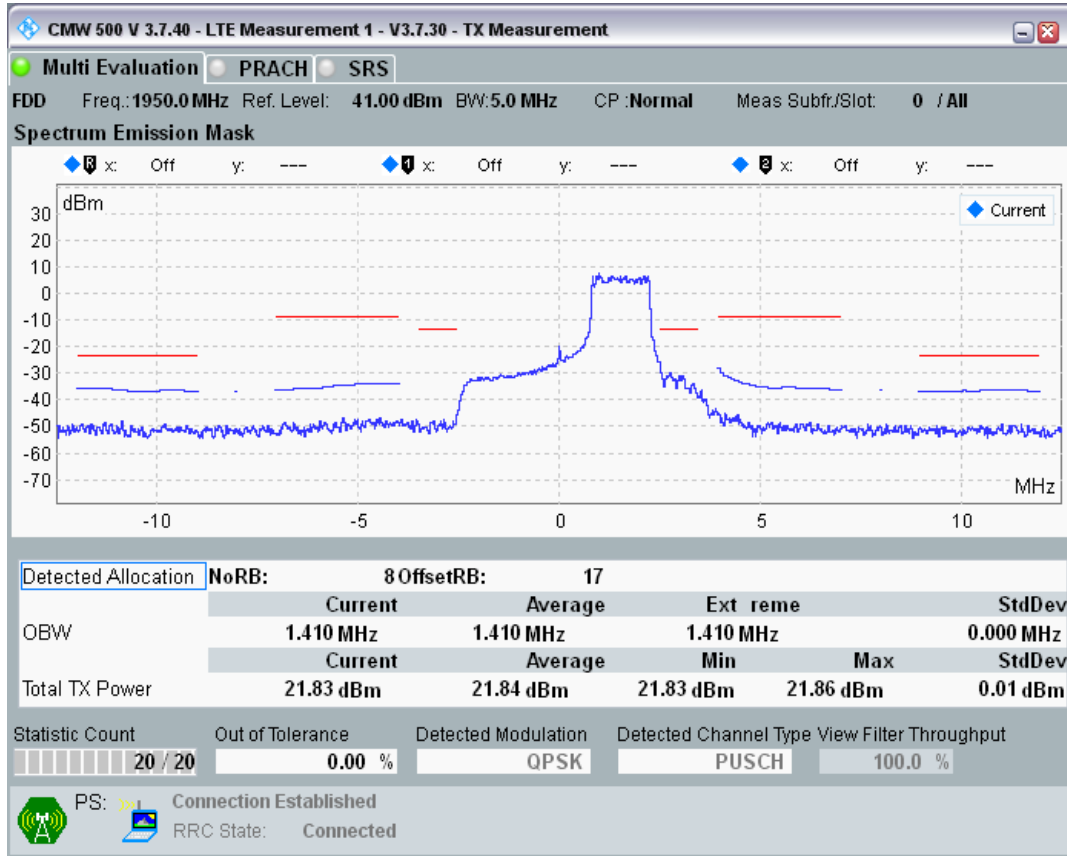 CMW 500 V 3.7.40 - LTE Measurement 1 - V3.7.30 - TX Measurement
Multi Evaluation PRACH SRS
FDD Freq.: 1950.0 MHz Ref. Level: 41.00 dBm BW: 5.0 MHz CP : Normal Meas Subfr./Slot: 0 / All
Spectrum Emission Mask
R x: Off y: --- 1 x: Off y: --- 2 x: Off y: ---
dBm
Current
30
20
10
0
-10
-20
-30
-40
-50
-60
-70
MHz
-10 -5 0 5 10
Detected Allocation NoRB: 8 OffsetRB: 17
Current Average Ext reme StdDev
OBW 1.410 MHz 1.410 MHz 1.410 MHz 0.000 MHz
Current Average Min Max StdDev
Total TX Power 21.83 dBm 21.84 dBm 21.83 dBm 21.86 dBm 0.01 dBm
Statistic Count Out of Tolerance Detected Modulation Detected Channel Type View Filter Throughput
20 / 20 0.00 % QPSK PUSCH 100.0 %
PS: Connection Established
RRC State: Connected